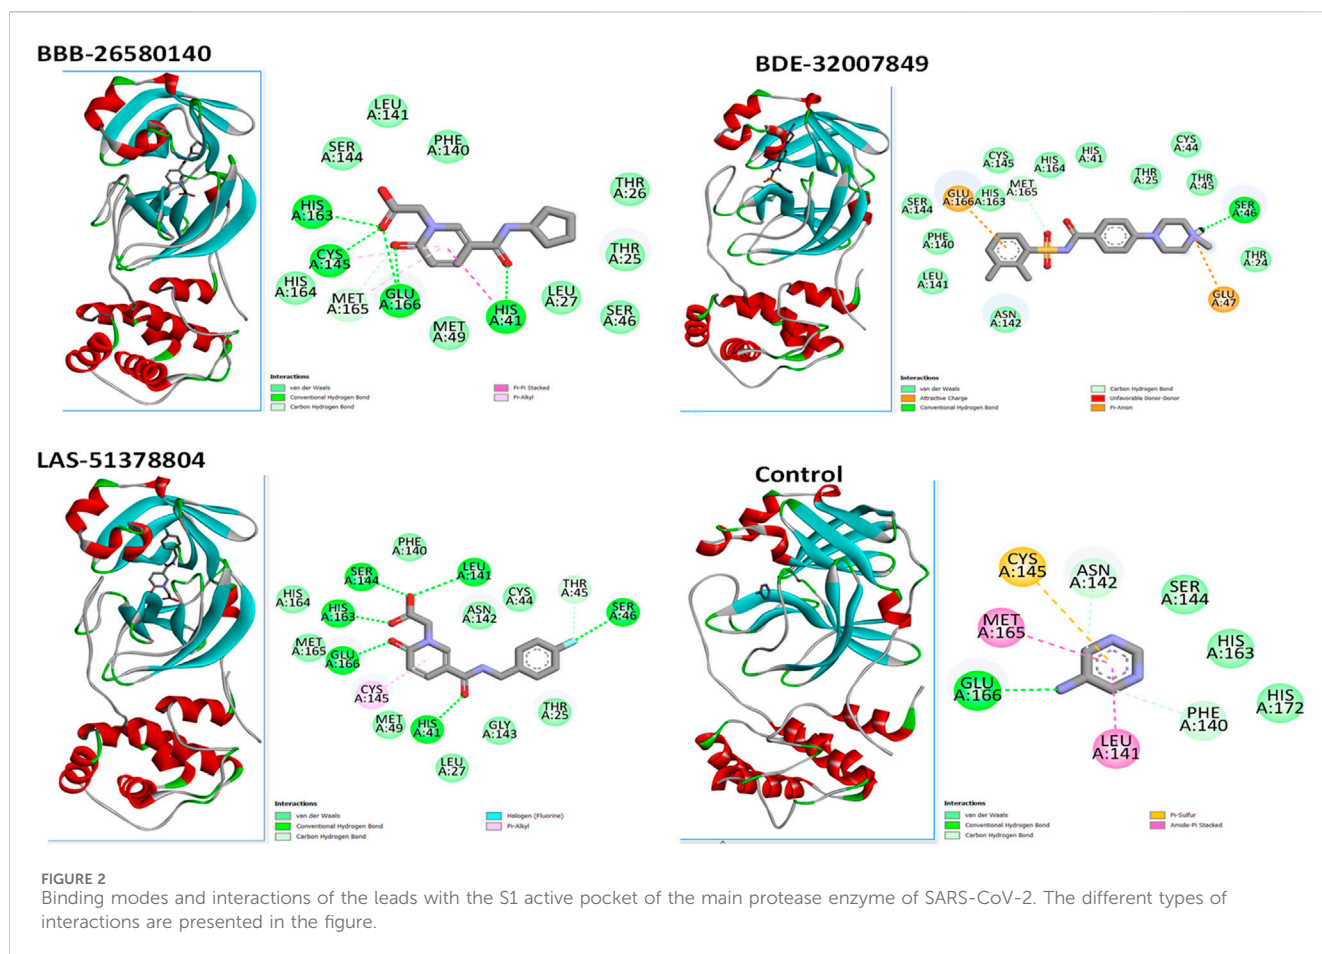 BBB-26580140
LEU
A:141
SER
A:144
PHE
A:140
HIS
A:163
THR
A:26
CYS
A:145
THR
A:25
HIS
A:164
MET
A:165
GLU
A:166
LEU
A:27
MET
A:49
HIS
A:41
SER
A:46
Interactions
van der Waals
Conventional Hydrogen Bond
Carbon Hydrogen Bond
Pi-Pi Stacked
Pi-Alkyl
BDE-32007849
CYS
A:145
HIS
A:164
HIS
A:41
CYS
A:44
MET
A:165
THR
A:25
THR
A:45
GLU
A:166
HIS
A:163
SER
A:144
SER
A:46
PHE
A:140
THR
A:24
LEU
A:141
GLU
A:47
ASN
A:142
Interactions
van der Waals
Attractive Charge
Conventional Hydrogen Bond
Carbon Hydrogen Bond
Unfavorable Donor-Donor
Pi-Anion
LAS-51378804
PHE
A:140
SER
A:144
LEU
A:141
HIS
A:164
CYS
A:44
THR
A:45
HIS
A:163
ASN
A:142
SER
A:46
MET
A:165
GLU
A:166
CYS
A:145
MET
A:49
HIS
A:41
GLY
A:143
THR
A:25
LEU
A:27
Interactions
van der Waals
Conventional Hydrogen Bond
Carbon Hydrogen Bond
Halogen (Fluorine)
Pi-Alkyl
Control
CYS
A:145
ASN
A:142
SER
A:144
MET
A:165
HIS
A:163
GLU
A:166
PHE
A:140
HIS
A:172
LEU
A:141
Interactions
van der Waals
Conventional Hydrogen Bond
Carbon Hydrogen Bond
Pi-Sulfur
Amide-Pi Stacked
FIGURE 2
Binding modes and interactions of the leads with the S1 active pocket of the main protease enzyme of SARS-CoV-2. The different types of
interactions are presented in the figure.